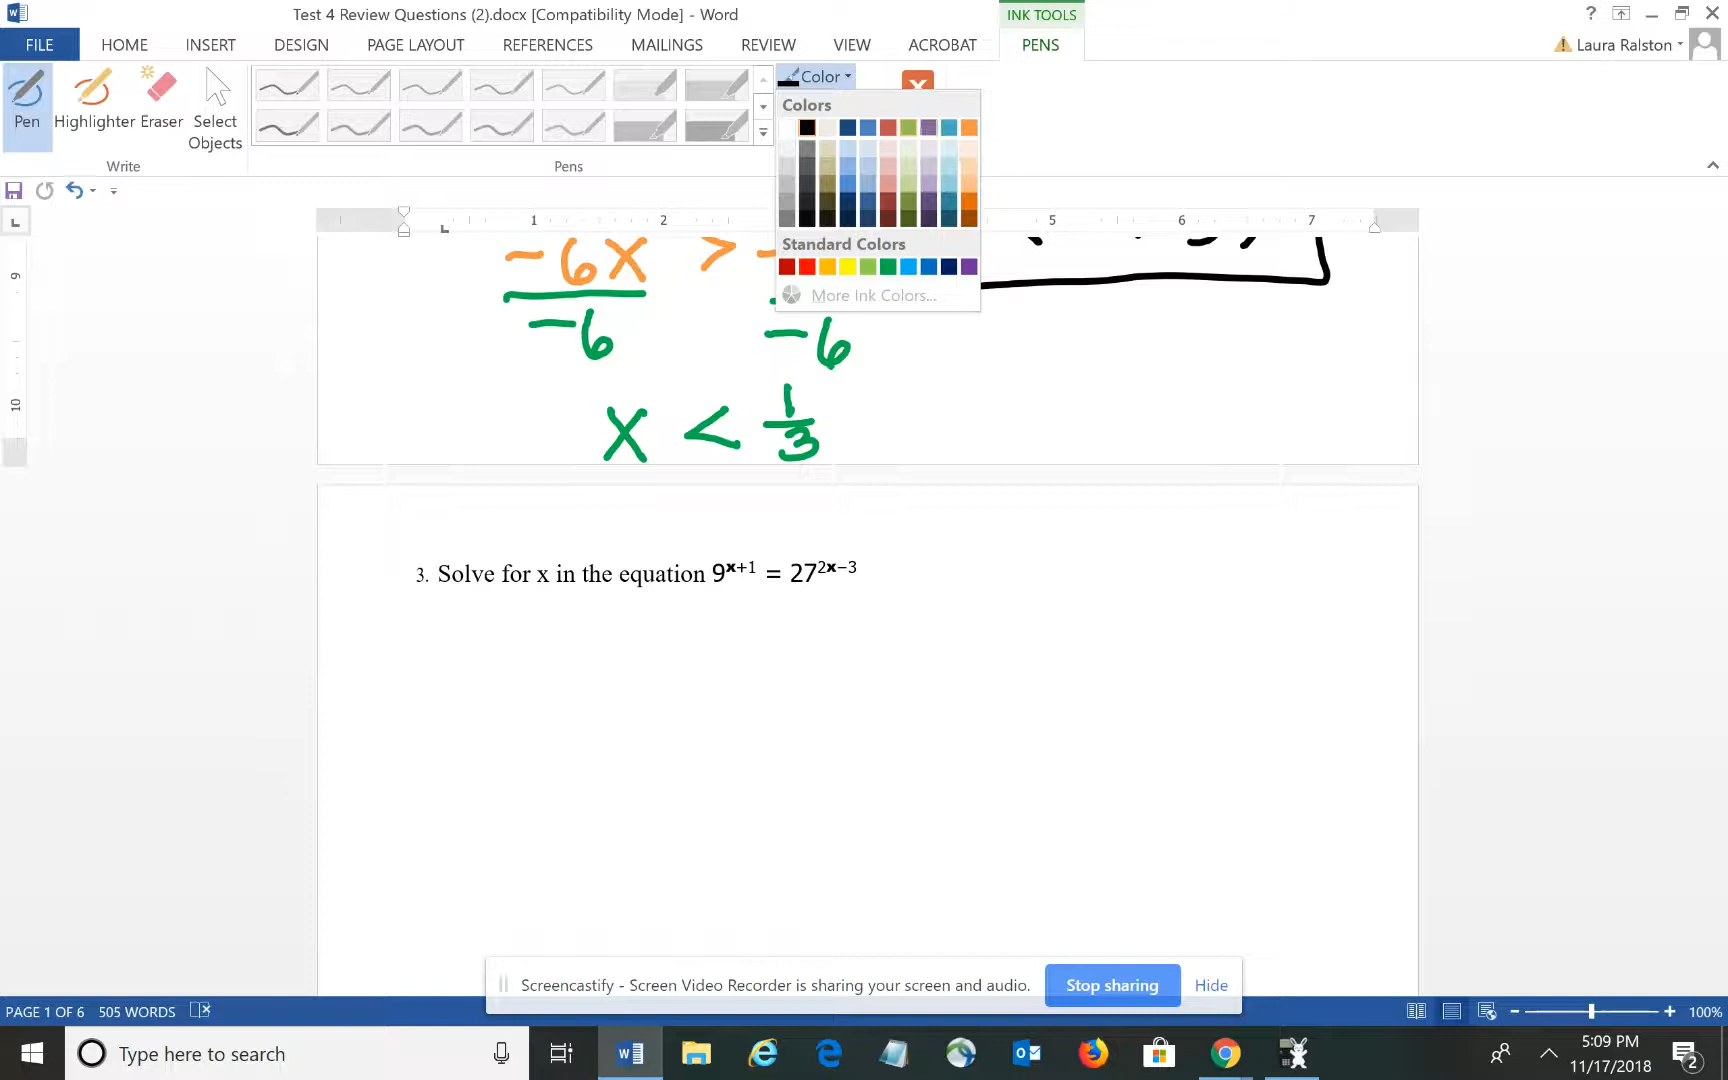 Test 4 Review Questions (2).docx [Compatibility Mode] - Word
INK TOOLS
?
FILE HOME INSERT DESIGN PAGE LAYOUT REFERENCES MAILINGS REVIEW VIEW ACROBAT PENS
Laura Ralston
Pen Highlighter Eraser Select Objects
Color
Write
Pens
Colors
Standard Colors
More Ink Colors...
1 2 5 6 7
9
10
-6x > -
-6 -6
x < 1/3
3. Solve for x in the equation 9^{x+1} = 27^{2x−3}
Screencastify - Screen Video Recorder is sharing your screen and audio. Stop sharing Hide
PAGE 1 OF 6 505 WORDS
100%
Type here to search
5:09 PM
11/17/2018
2